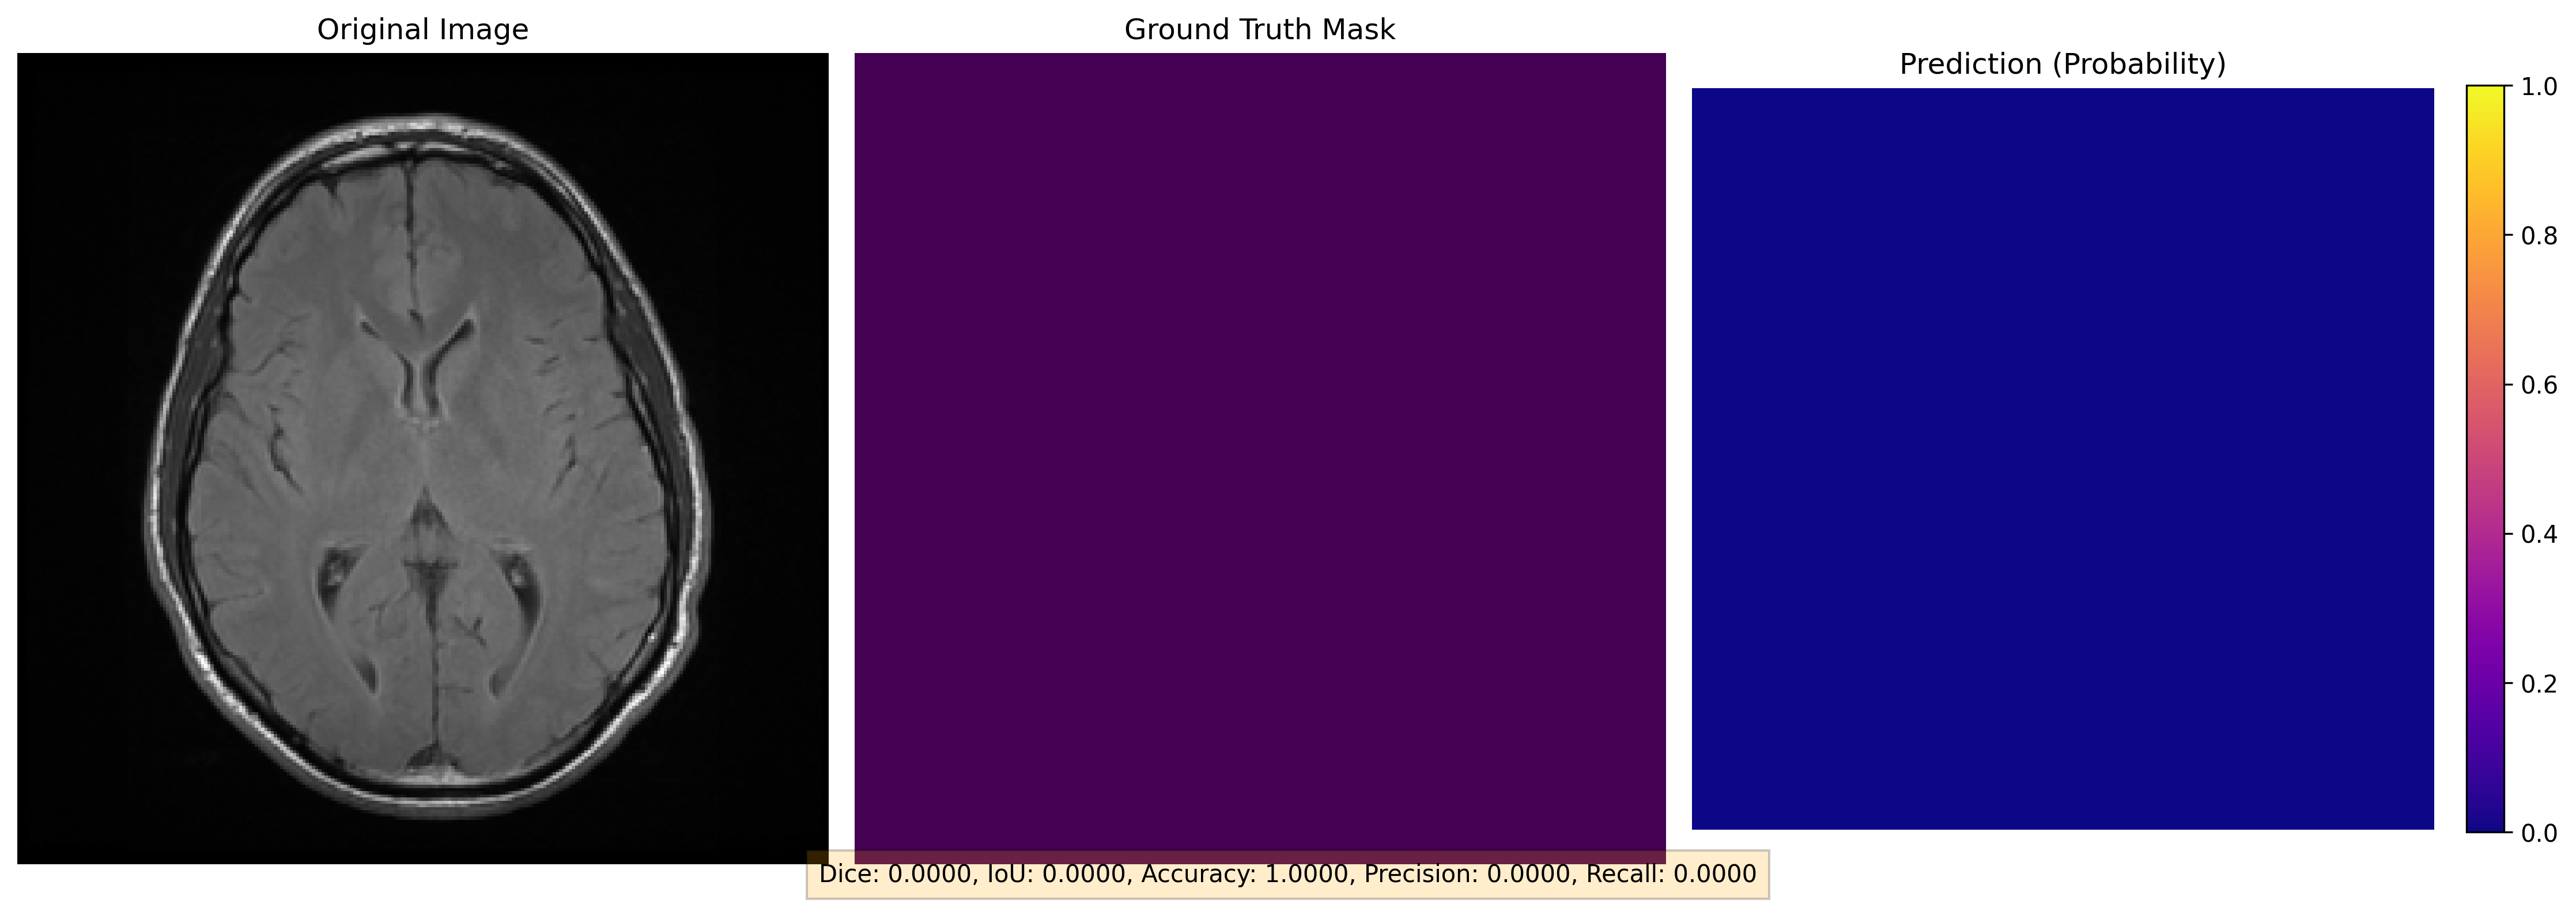 Original Image
Ground Truth Mask
Prediction (Probability)
1.0
0.8
0.6
0.4
0.2
0.0
Dice: 0.0000, IoU: 0.0000, Accuracy: 1.0000, Precision: 0.0000, Recall: 0.0000